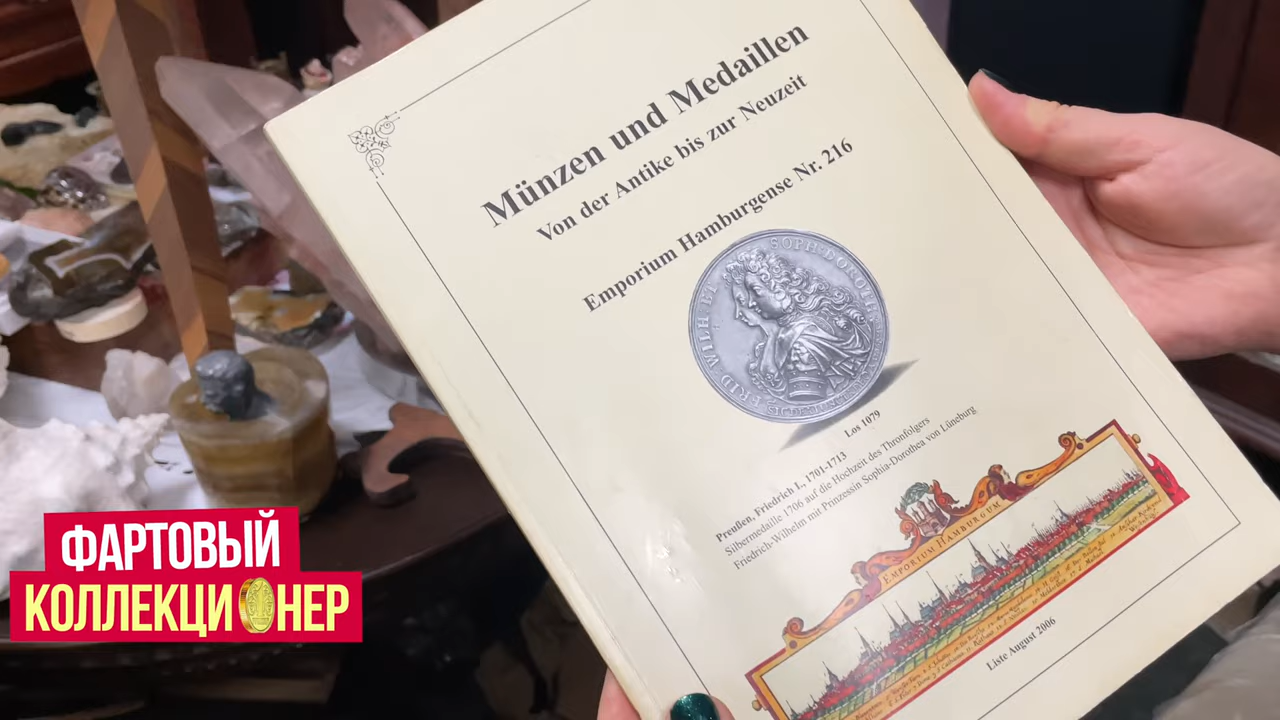 Münzen und Medaillen
Von der Antike bis zur Neuzeit
Emporium Hamburgense Nr. 216
FRID WILH ET SOPH DOROTH
Los 1079
Preußen, Friedrich I., 1701-1713
Silbermedaille 1706 auf die Hochzeit des Thronfolgers
Friedrich-Wilhelm mit Prinzessin Sophia-Dorothea von Lüneburg
EMPORIUM HAMBURGUM
Liste August 2006
ФАРТОВЫЙ
КОЛЛЕКЦИОНЕР